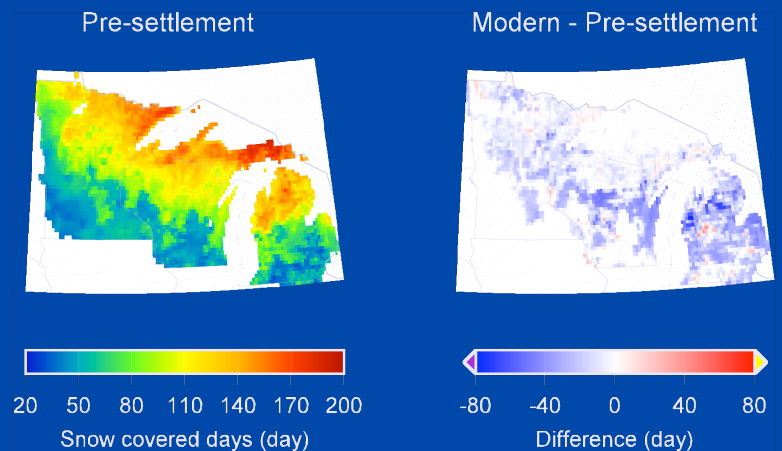 Pre-settlement
Modern - Pre-settlement
20 50 80 110 140 170 200
Snow covered days (day)
-80 -40 0 40 80
Difference (day)